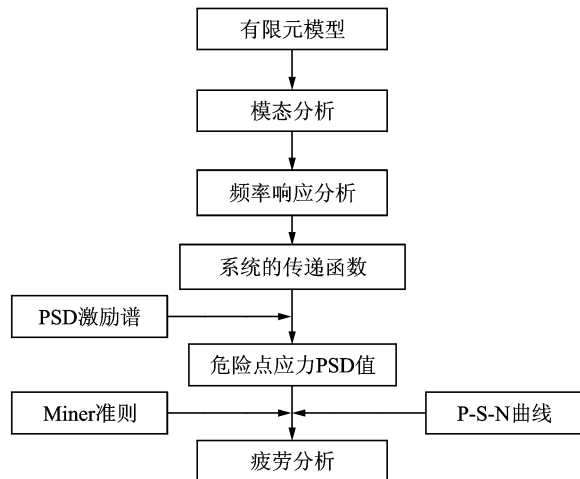 有限元模型
模态分析
频率响应分析
系统的传递函数
PSD激励谱
危险点应力PSD值
Miner准则
P-S-N曲线
疲劳分析